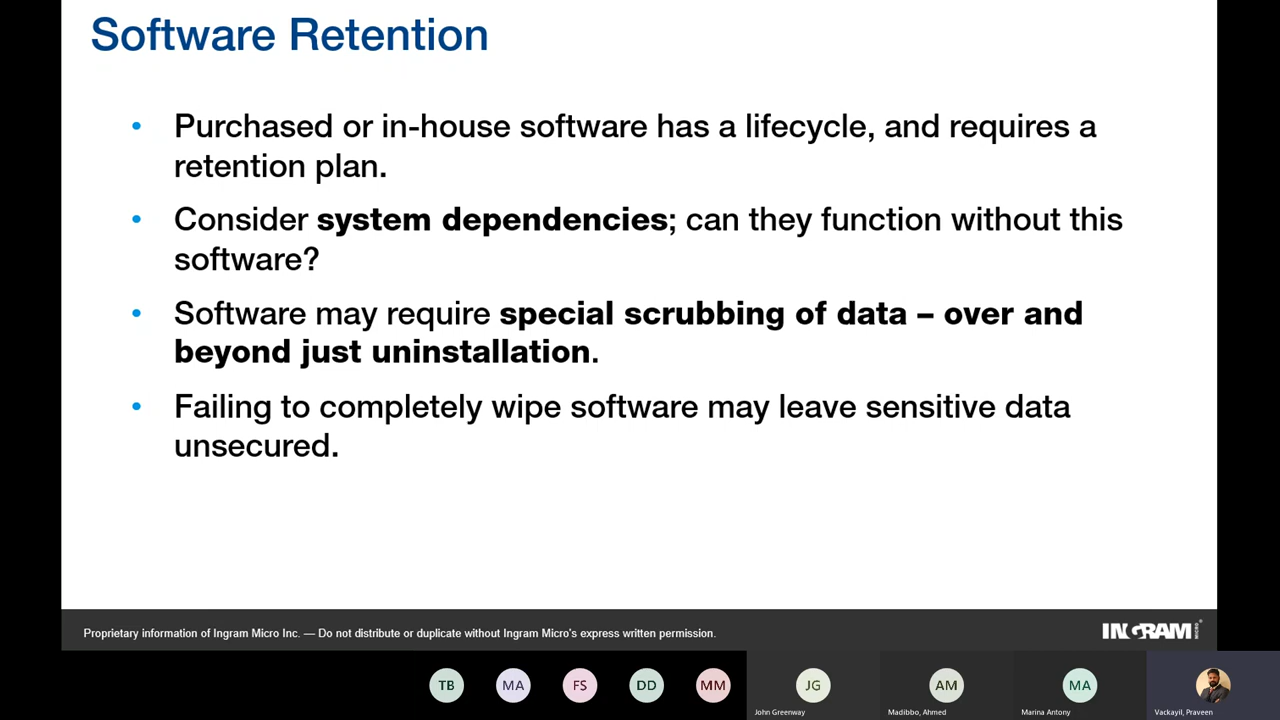 Software Retention
• Purchased or in-house software has a lifecycle, and requires a
retention plan.
• Consider system dependencies; can they function without this
software?
• Software may require special scrubbing of data – over and
beyond just uninstallation.
• Failing to completely wipe software may leave sensitive data
unsecured.
Proprietary information of Ingram Micro Inc. — Do not distribute or duplicate without Ingram Micro's express written permission.
INGRAM MICRO
TB MA FS DD MM JG AM MA
John Greenway Madibbo, Ahmed Marina Antony Vackayil, Praveen